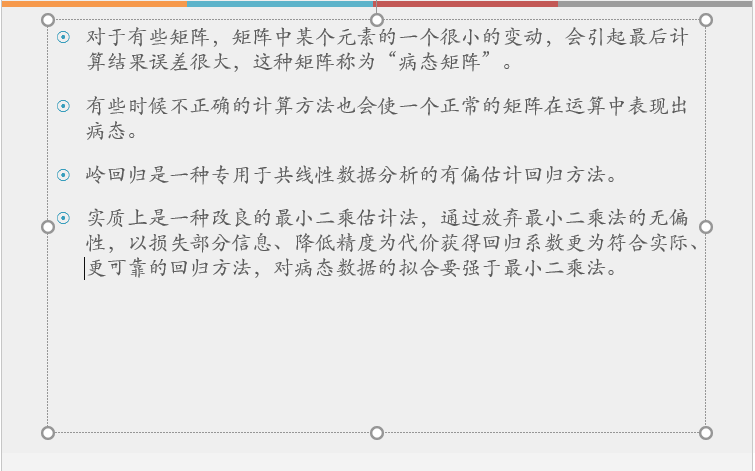 对于有些矩阵，矩阵中某个元素的一个很小的变动，会引起最后计
算结果误差很大，这种矩阵称为“病态矩阵”。
有些时候不正确的计算方法也会使一个正常的矩阵在运算中表现出
病态。
岭回归是一种专用于共线性数据分析的有偏估计回归方法。
实质上是一种改良的最小二乘估计法，通过放弃最小二乘法的无偏
性，以损失部分信息、降低精度为代价获得回归系数更为符合实际、
更可靠的回归方法，对病态数据的拟合要强于最小二乘法。